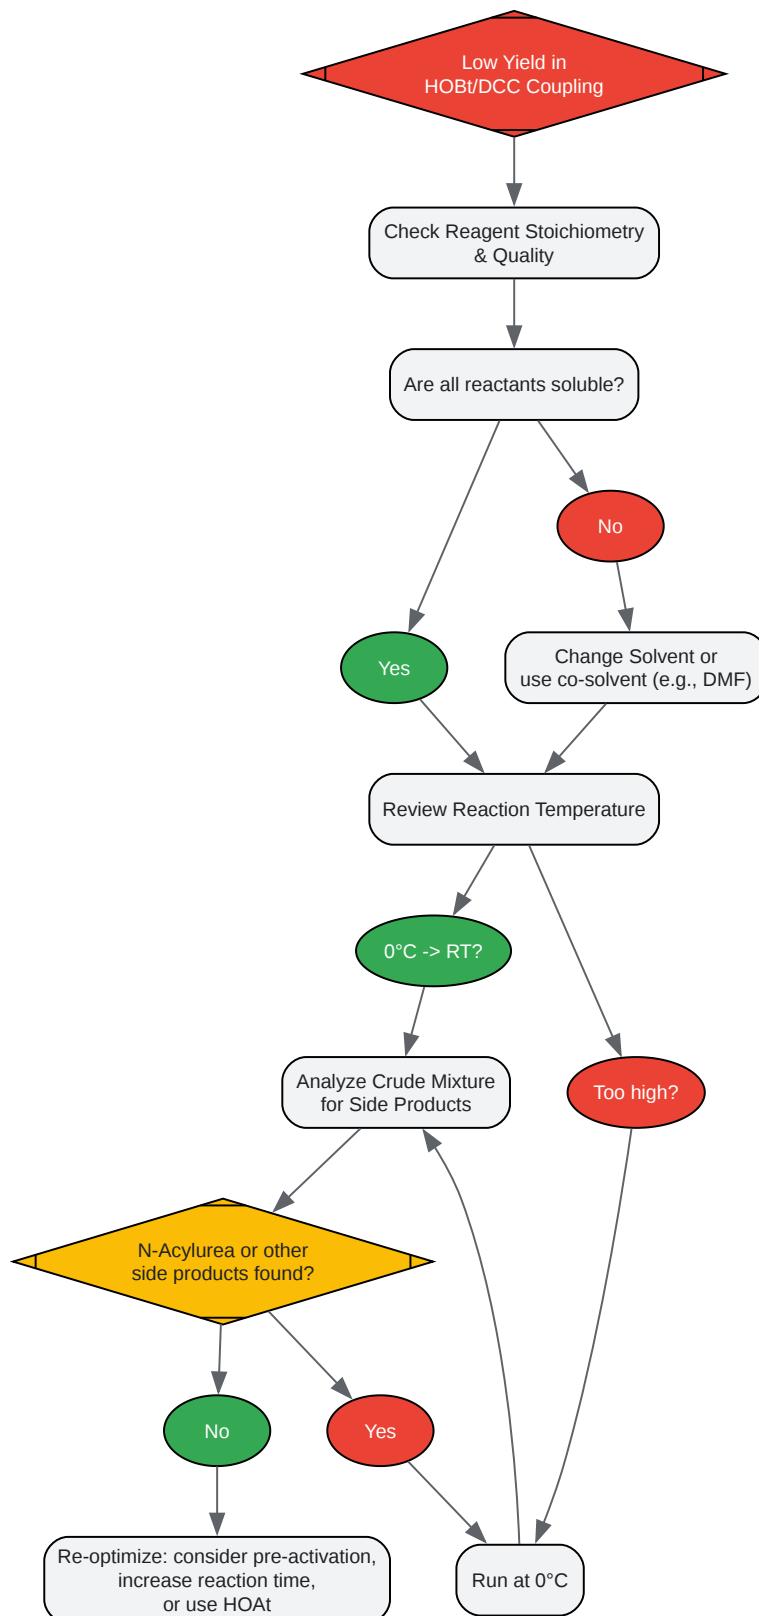 Low Yield in
HOBt/DCC Coupling
Check Reagent Stoichiometry
& Quality
Are all reactants soluble?
No
Yes
Change Solvent or
use co-solvent (e.g., DMF)
Review Reaction Temperature
0°C -> RT?
Analyze Crude Mixture
for Side Products
Too high?
N-Acylurea or other
side products found?
No
Yes
Re-optimize: consider pre-activation,
increase reaction time,
or use HOAt
Run at 0°C